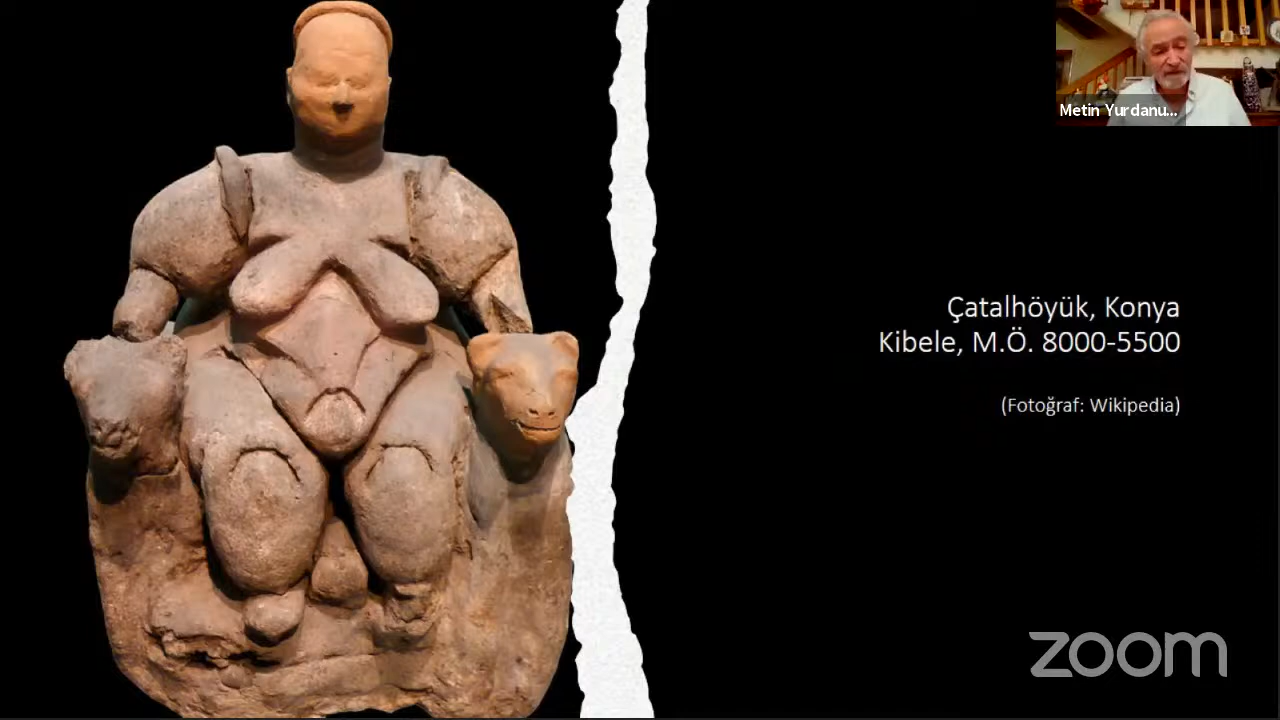 Metin Yurdanu...
Çatalhöyük, Konya
Kibele, M.Ö. 8000-5500
(Fotoğraf: Wikipedia)
zoom